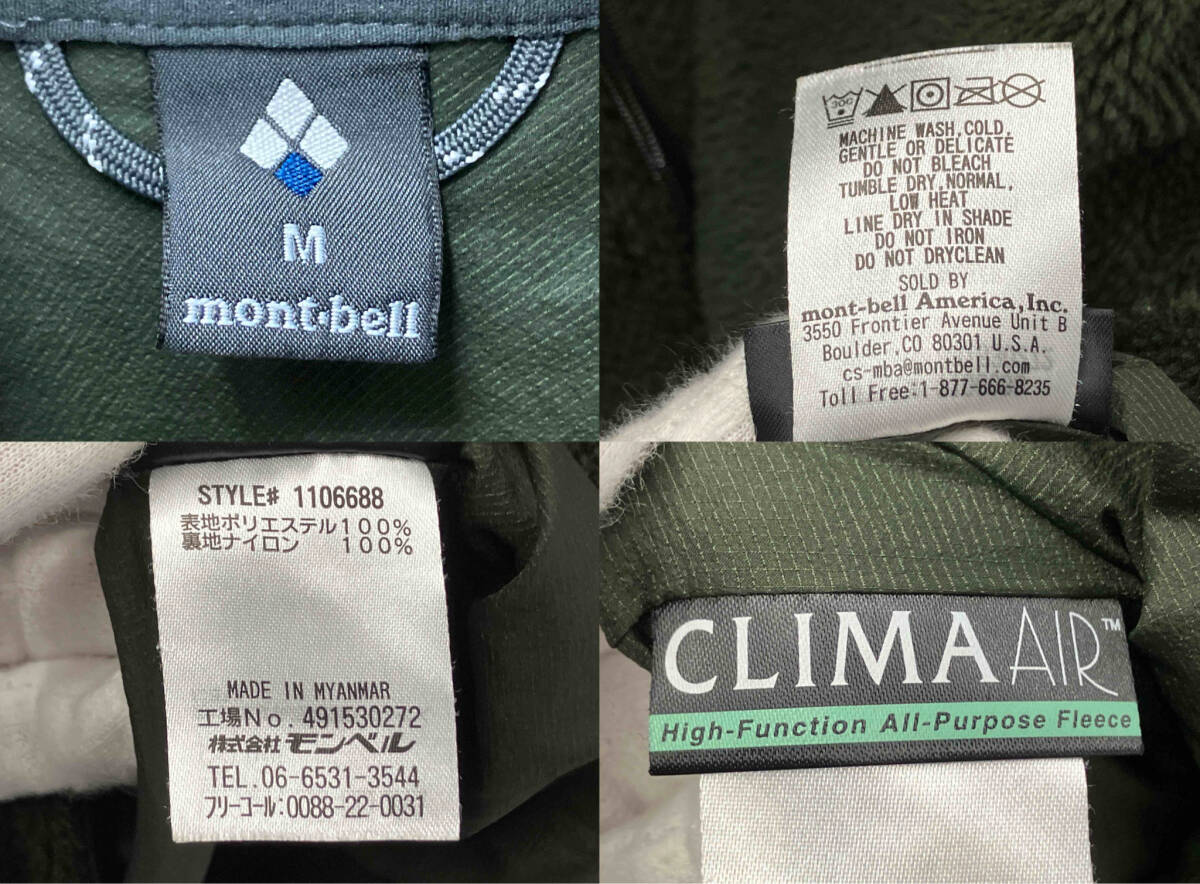 M
mont-bell
30c
MACHINE WASH,COLD,
GENTLE OR DELICATE
DO NOT BLEACH
TUMBLE DRY,NORMAL,
LOW HEAT
LINE DRY IN SHADE
DO NOT IRON
DO NOT DRYCLEAN
SOLD BY
mont-bell America,Inc.
3550 Frontier Avenue Unit B
Boulder,CO 80301 U.S.A.
cs-mba@montbell.com
Toll Free:1-877-666-8235
STYLE# 1106688
表地ポリエステル100%
裏地ナイロン 100%
MADE IN MYANMAR
工場No.491530272
株式会社モンベル
TEL.06-6531-3544
フリーコール:0088-22-0031
CLIMAAIR™
High-Function All-Purpose Fleece